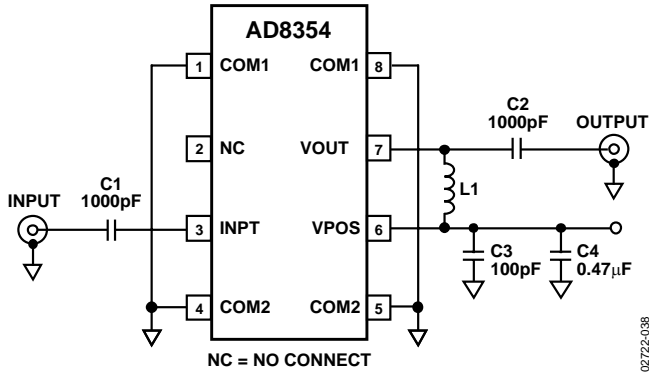 AD8354
1 COM1 COM1 8
C2
1000pF
OUTPUT
2 NC VOUT 7
C1
1000pF
L1
INPUT
3 INPT VPOS 6
C3
100pF
C4
0.47μF
4 COM2 COM2 5
NC = NO CONNECT
02722-038